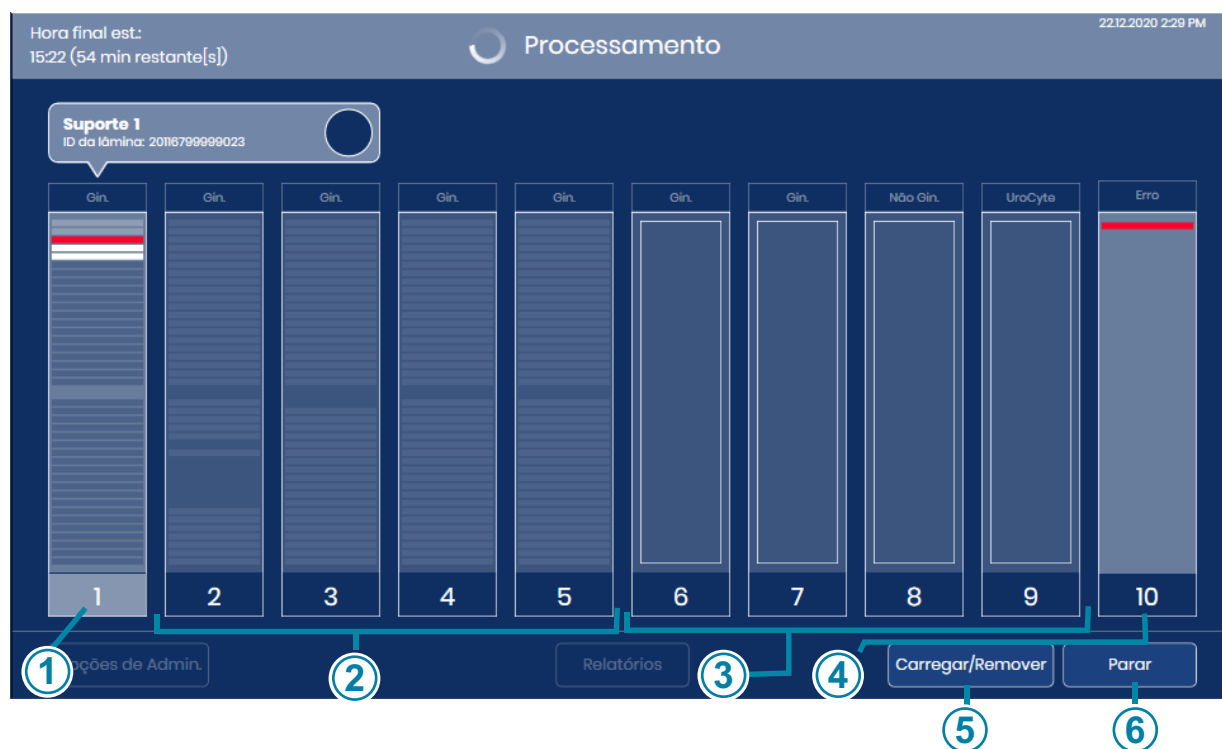 Hora final est.:
15:22 (54 min restante[s])
Processamento
22.12.2020 2:29 PM
Suporte 1
ID da lâmina: 20116799999023
Gin.
Gin.
Gin.
Gin.
Gin.
Gin.
Gin.
Não Gin.
UroCyte
Erro
1
2
3
4
5
6
7
8
9
10
1
ções de Admin.
2
Relatórios
3
4
Carregar/Remover
Parar
5
6